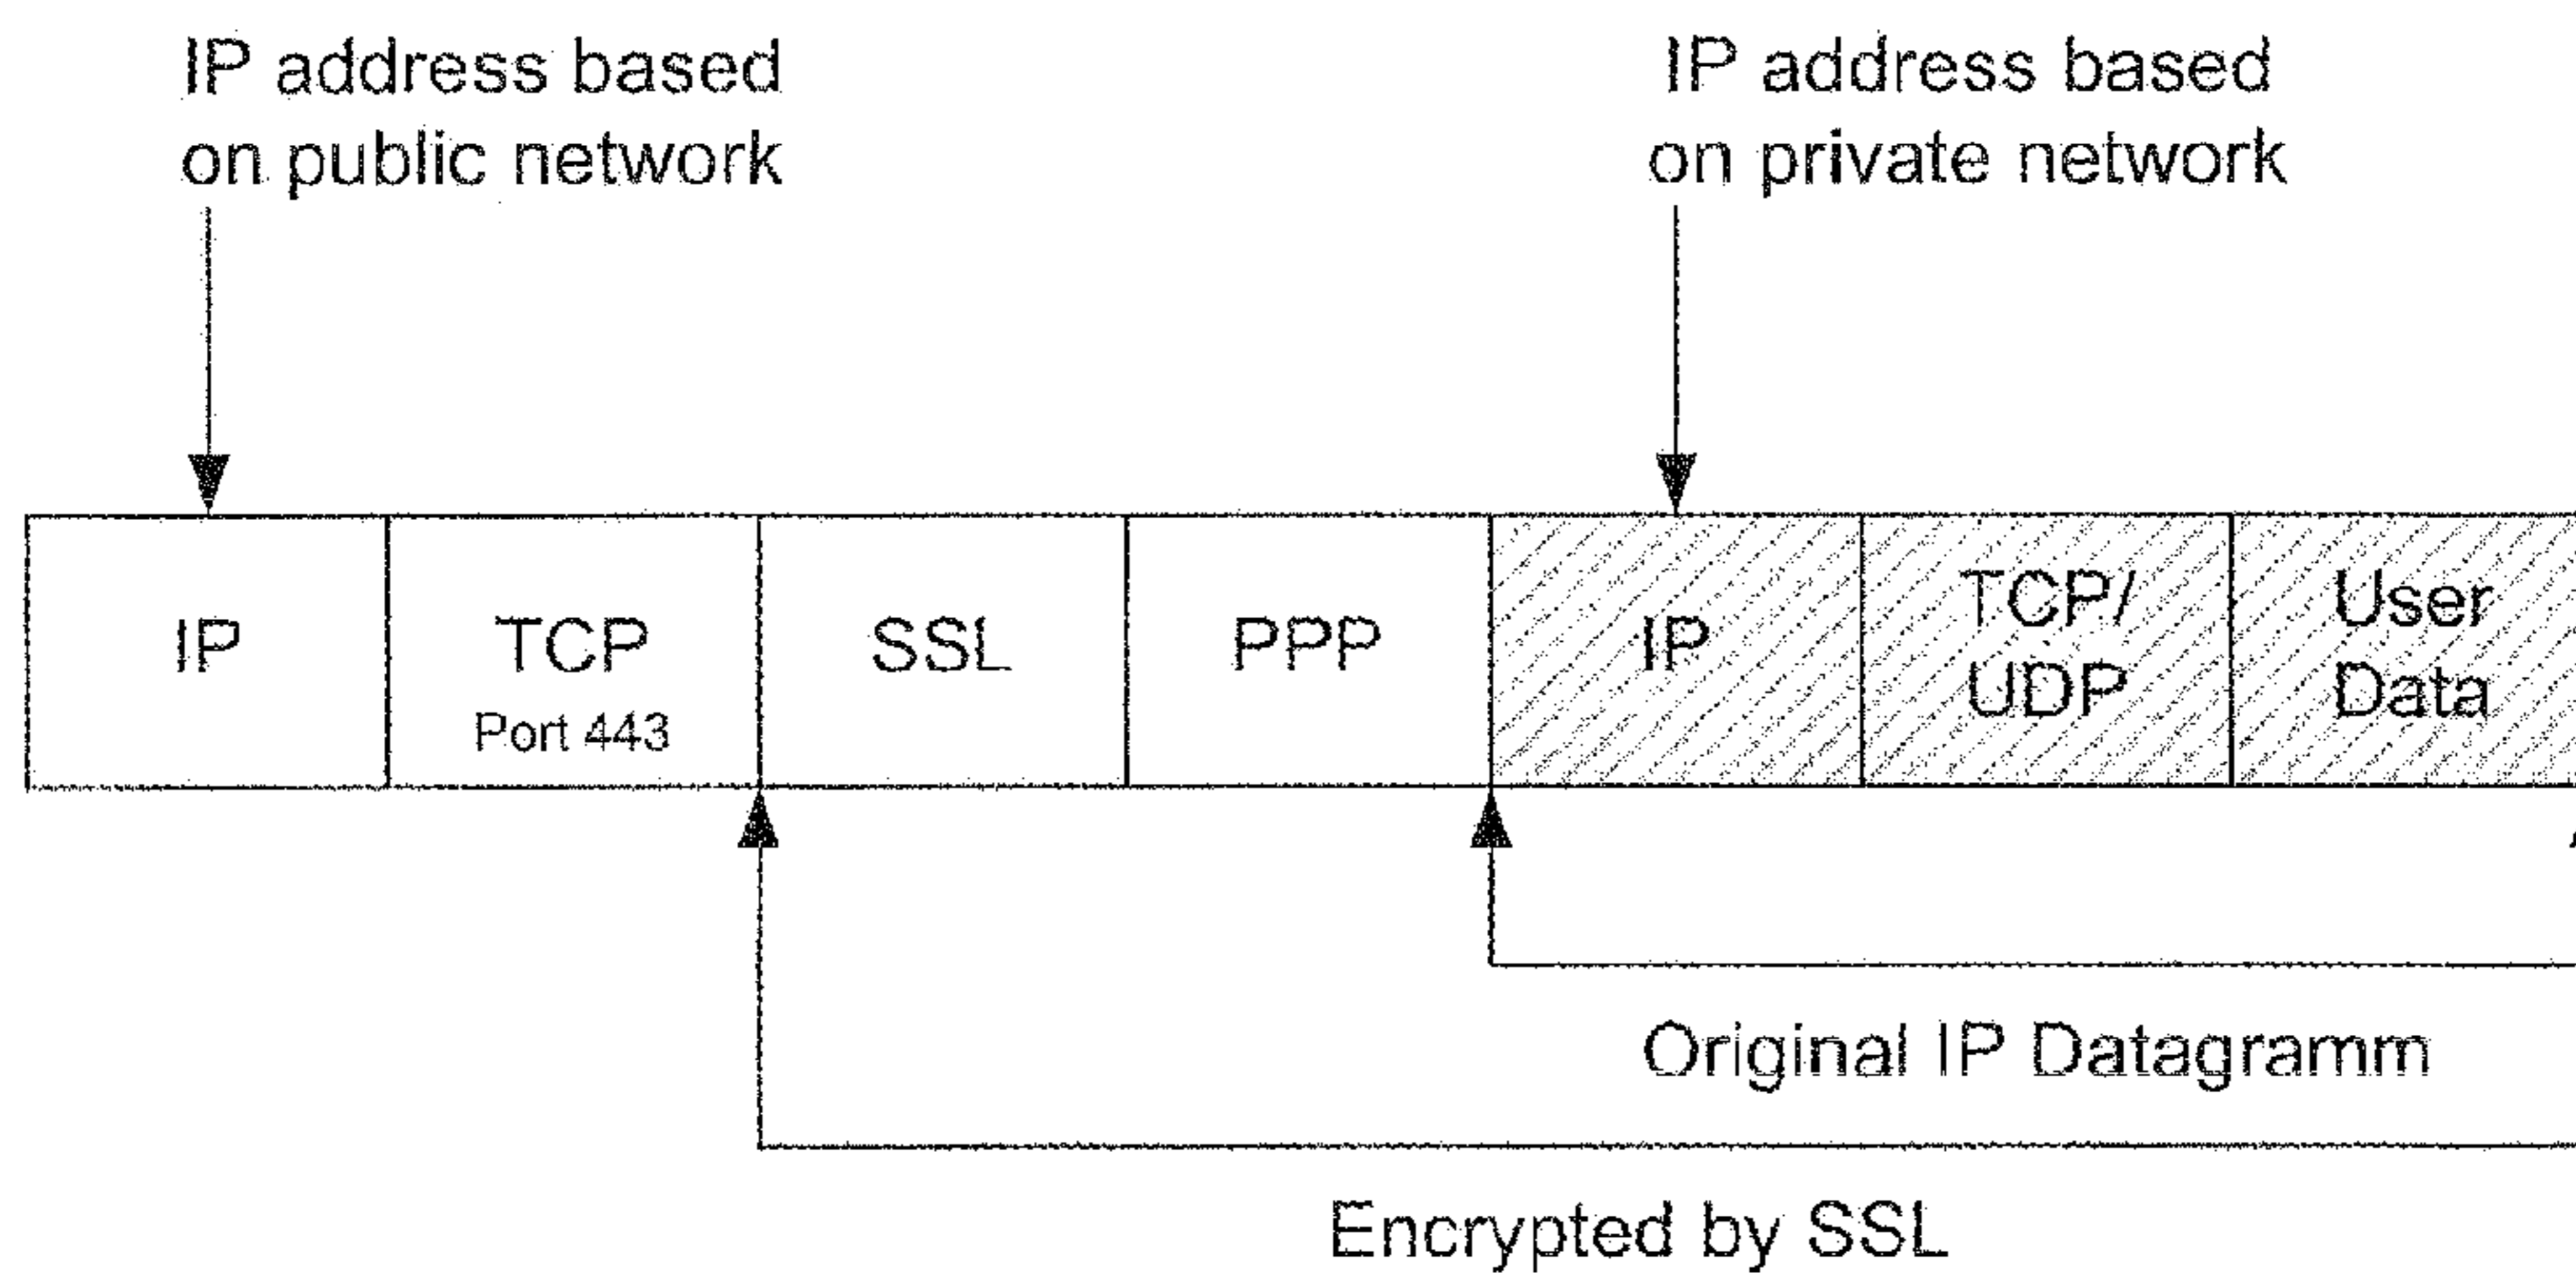 IP address based
on public network
IP address based
on private network
IP
TCP
Port 443
SSL
PPP
IP
TCP/
UDP
User
Data
Original IP Datagramm
Encrypted by SSL